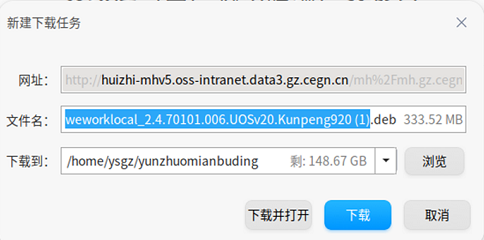 新建下载任务
网址： http://huizhi-mhv5.oss-intranet.data3.gz.cegn.cn/mh%2Fmh.gz.cegn
文件名： weworklocal_2.4.70101.006.UOSv20.Kunpeng920 (1).deb 333.52 MB
下载到： /home/ysgz/yunzhuomianbuding 剩: 148.67 GB 浏览
下载并打开 下载 取消